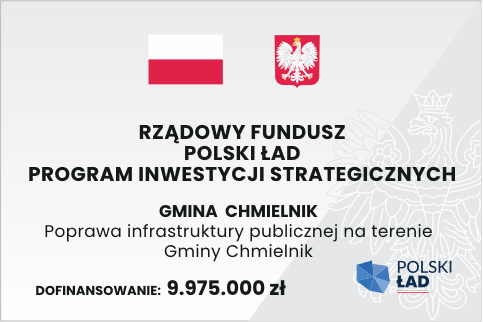 RZĄDOWY FUNDUSZ
POLSKI ŁAD
PROGRAM INWESTYCJI STRATEGICZNYCH
GMINA CHMIELNIK
Poprawa infrastruktury publicznej na terenie
Gminy Chmielnik
DOFINANSOWANIE: 9.975.000 zł
POLSKI
ŁAD